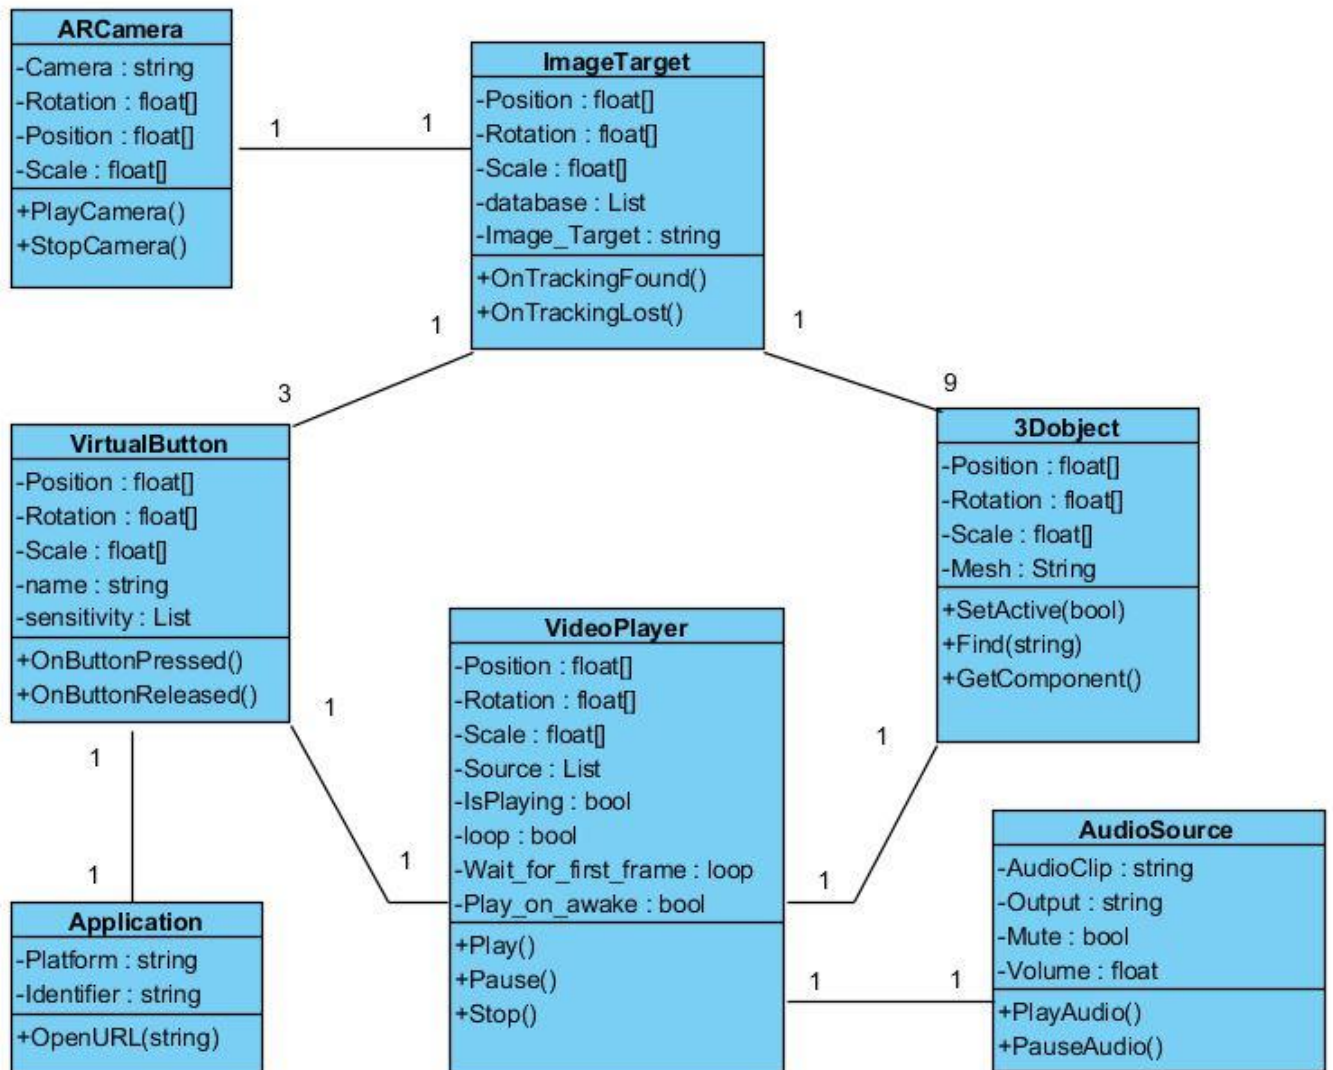 ARCamera
-Camera : string
-Rotation : float[]
-Position : float[]
-Scale : float[]
+PlayCamera()
+StopCamera()
1
1
ImageTarget
-Position : float[]
-Rotation : float[]
-Scale : float[]
-database : List
-Image_Target : string
+OnTrackingFound()
+OnTrackingLost()
1
3
1
9
VirtualButton
-Position : float[]
-Rotation : float[]
-Scale : float[]
-name : string
-sensitivity : List
+OnButtonPressed()
+OnButtonReleased()
3Dobject
-Position : float[]
-Rotation : float[]
-Scale : float[]
-Mesh : String
+SetActive(bool)
+Find(string)
+GetComponent()
1
1
1
1
VideoPlayer
-Position : float[]
-Rotation : float[]
-Scale : float[]
-Source : List
-IsPlaying : bool
-loop : bool
-Wait_for_first_frame : loop
-Play_on_awake : bool
+Play()
+Pause()
+Stop()
1
1
1
1
Application
-Platform : string
-Identifier : string
+OpenURL(string)
AudioSource
-AudioClip : string
-Output : string
-Mute : bool
-Volume : float
+PlayAudio()
+PauseAudio()